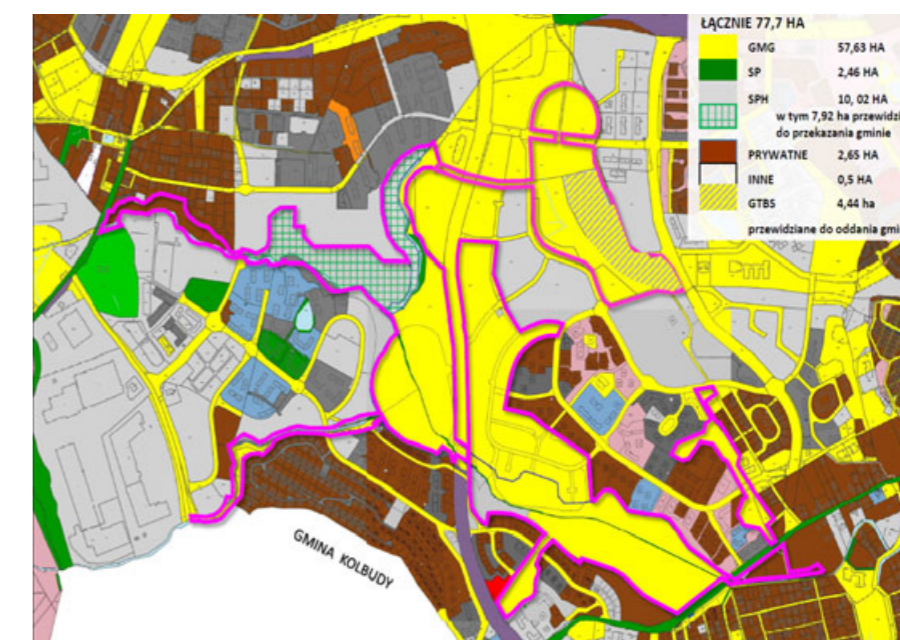 ŁĄCZNIE 77,7 HA
GMG 57,63 HA
SP 2,46 HA
SPH 10, 02 HA
w tym 7,92 ha przewidzi
do przekazania gminie
PRYWATNE 2,65 HA
INNE 0,5 HA
GTBS 4,44 ha
przewidziane do oddania gmi
GMINA KOLBUDY